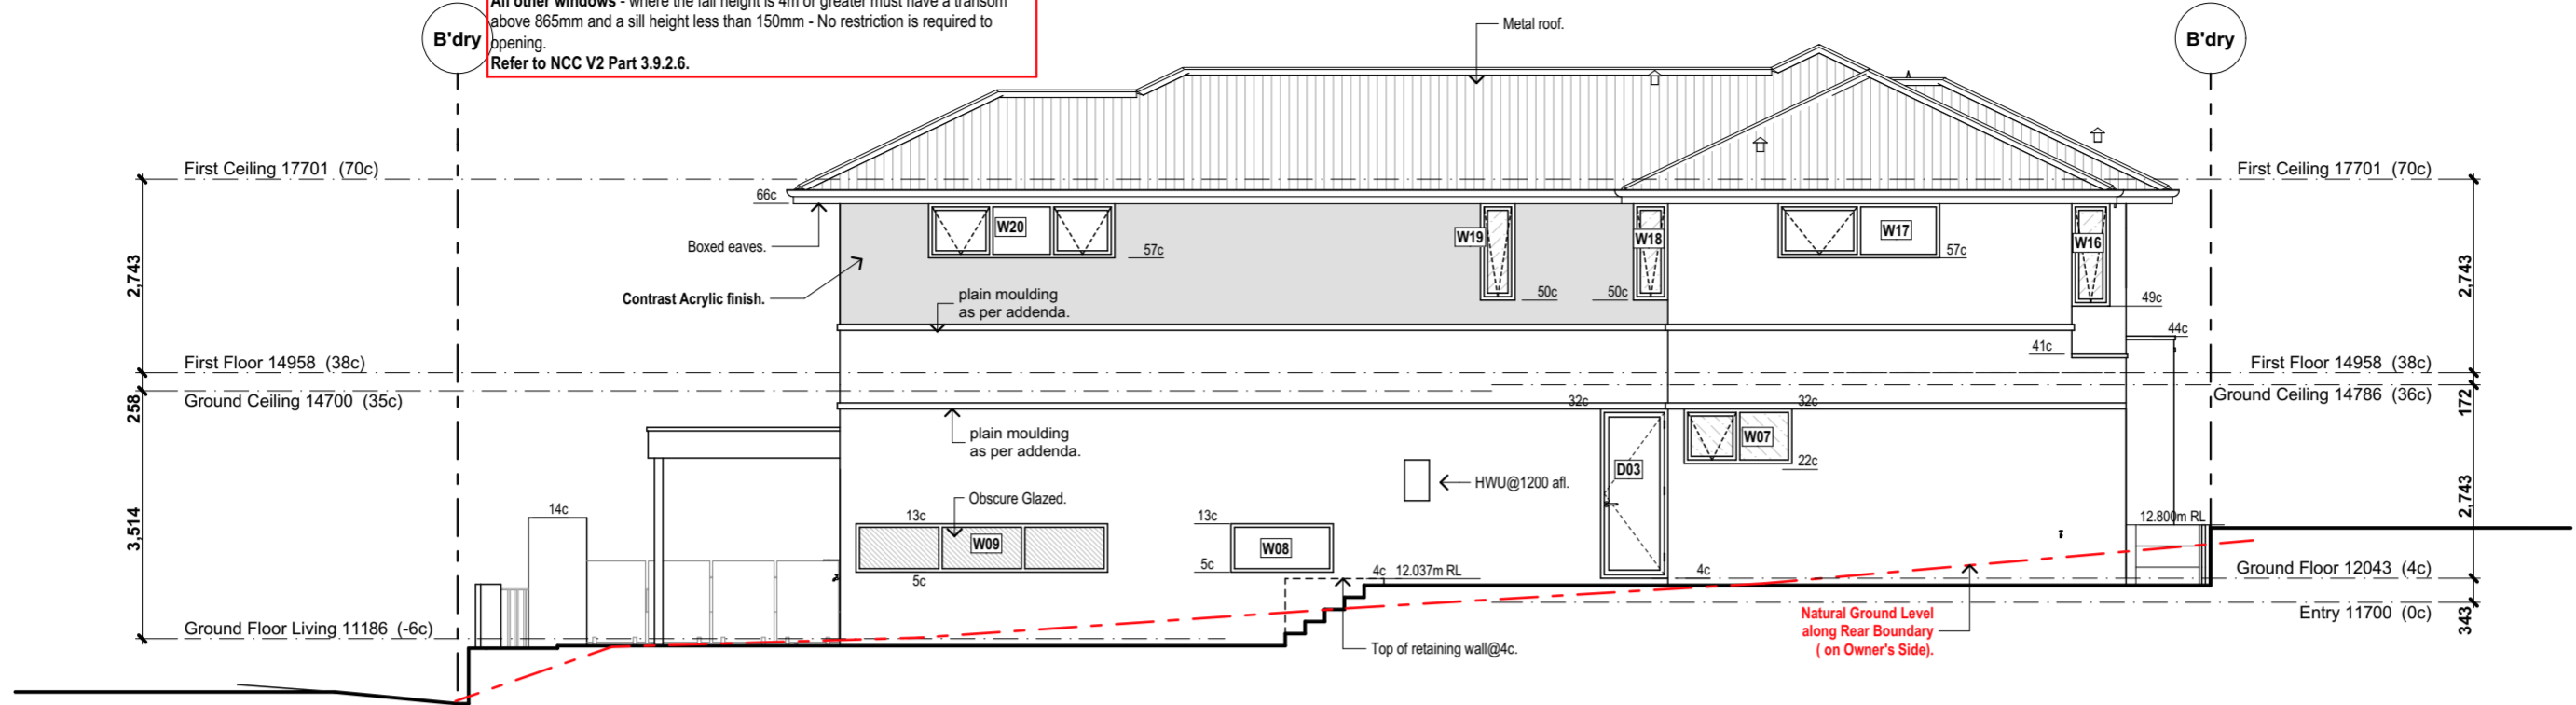 All other windows - where the fall height is 4m or greater must have a transom
above 865mm and a sill height less than 150mm - No restriction is required to
opening.
Refer to NCC V2 Part 3.9.2.6.
B'dry
B'dry
Metal roof.
First Ceiling 17701 (70c)
First Ceiling 17701 (70c)
66c
Boxed eaves.
W20
57c
W19
50c
W18
50c
W17
57c
W16
49c
Contrast Acrylic finish.
plain moulding
as per addenda.
2,743
2,743
44c
41c
First Floor 14958 (38c)
First Floor 14958 (38c)
258
Ground Ceiling 14700 (35c)
Ground Ceiling 14786 (36c)
172
32c
32c
plain moulding
as per addenda.
W07
22c
D03
HWU@1200 afl.
Obscure Glazed.
14c
13c
W09
5c
13c
W08
5c
3,514
2,743
12.800m RL
4c 12.037m RL
4c
Ground Floor 12043 (4c)
Entry 11700 (0c)
343
Ground Floor Living 11186 (-6c)
Natural Ground Level
along Rear Boundary
( on Owner's Side).
Top of retaining wall@4c.